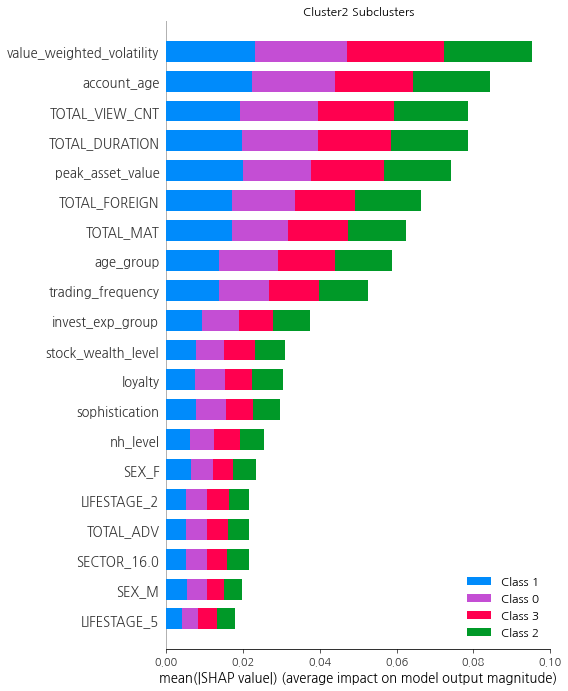 Cluster2 Subclusters
value_weighted_volatility
account_age
TOTAL_VIEW_CNT
TOTAL_DURATION
peak_asset_value
TOTAL_FOREIGN
TOTAL_MAT
age_group
trading_frequency
invest_exp_group
stock_wealth_level
loyalty
sophistication
nh_level
SEX_F
LIFESTAGE_2
TOTAL_ADV
SECTOR_16.0
SEX_M
LIFESTAGE_5
Class 1
Class 0
Class 3
Class 2
0.00 0.02 0.04 0.06 0.08 0.10
mean(|SHAP value|) (average impact on model output magnitude)